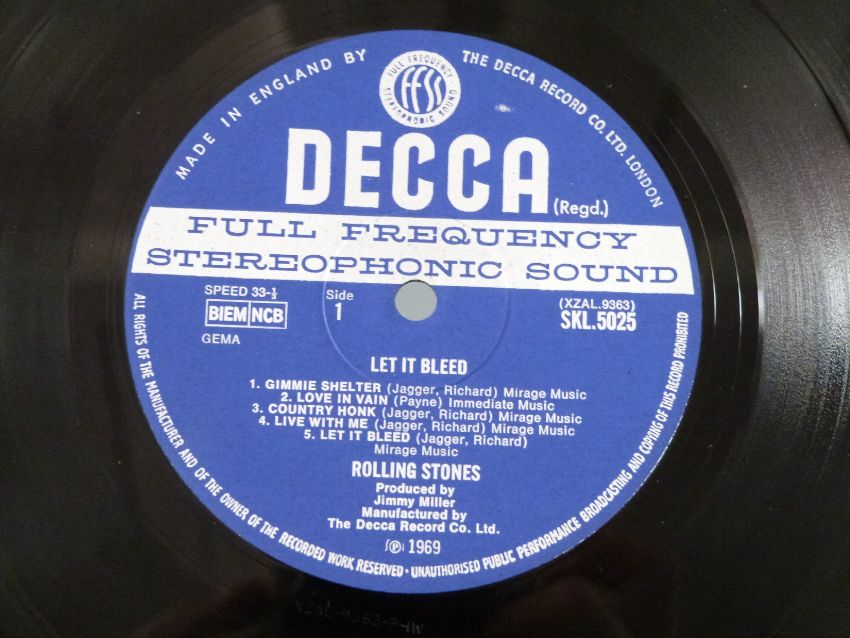 MADE IN ENGLAND BY THE DECCA RECORD CO. LTD. LONDON
FULL FREQUENCY STEREOPHONIC SOUND
FFSS
DECCA (Regd.)
FULL FREQUENCY
STEREOPHONIC SOUND
SPEED 33-⅓
BIEM NCB
GEMA
Side
1
(XZAL.9363)
SKL.5025
LET IT BLEED
1. GIMMIE SHELTER (Jagger, Richard) Mirage Music
2. LOVE IN VAIN (Payne) Immediate Music
3. COUNTRY HONK (Jagger, Richard) Mirage Music
4. LIVE WITH ME (Jagger, Richard) Mirage Music
5. LET IT BLEED (Jagger, Richard)
Mirage Music
ROLLING STONES
Produced by
Jimmy Miller
Manufactured by
The Decca Record Co. Ltd.
℗ 1969
ALL RIGHTS OF THE MANUFACTURER AND OF THE OWNER OF THE RECORDED WORK RESERVED · UNAUTHORISED PUBLIC PERFORMANCE BROADCASTING AND COPYING OF THIS RECORD PROHIBITED